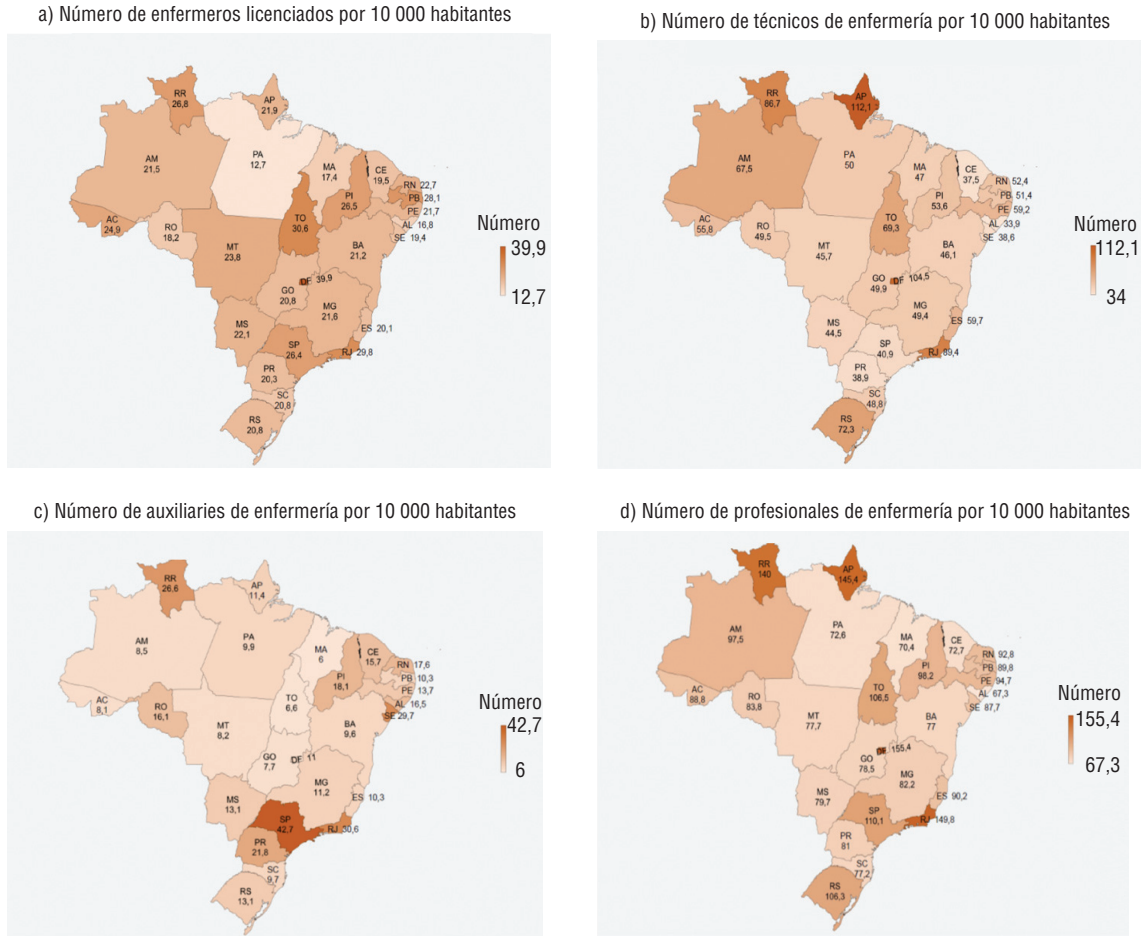 a) Número de enfermeros licenciados por 10 000 habitantes
RR
26,8
AP
21,9
AM
21,5
PA
12,7
MA
17,4
CE
19,5
RN 22,7
PB 28,1
PE 21,7
AL 16,8
SE 19,4
PI
26,5
AC
24,9
RO
18,2
TO
30,6
MT
23,8
BA
21,2
DF 39,9
GO
20,8
MG
21,6
ES 20,1
MS
22,1
SP
26,4
RJ 29,8
PR
20,3
SC
20,8
RS
20,8
Número
39,9
12,7
b) Número de técnicos de enfermería por 10 000 habitantes
RR
86,7
AP
112,1
AM
67,5
PA
50
MA
47
CE
37,5
RN 52,4
PB 51,4
PE 59,2
AL 33,9
SE 38,6
PI
53,6
AC
55,8
RO
49,5
TO
69,3
MT
45,7
BA
46,1
DF 104,5
GO
49,9
MG
49,4
ES 59,7
MS
44,5
SP
40,9
RJ 89,4
PR
38,9
SC
48,8
RS
72,3
Número
112,1
34
c) Número de auxiliaries de enfermería por 10 000 habitantes
RR
26,6
AP
11,4
AM
8,5
PA
9,9
MA
6
CE
15,7
RN 17,6
PB 10,3
PE 13,7
AL 16,5
SE 29,7
PI
18,1
AC
8,1
RO
16,1
TO
6,6
MT
8,2
BA
9,6
DF 11
GO
7,7
MG
11,2
ES 10,3
MS
13,1
SP
42,7
RJ 30,6
PR
21,8
SC
9,7
RS
13,1
Número
42,7
6
d) Número de profesionales de enfermería por 10 000 habitantes
RR
140
AP
145,4
AM
97,5
PA
72,6
MA
70,4
CE
72,7
RN 92,8
PB 89,8
PE 94,7
AL 67,3
SE 87,7
PI
98,2
AC
88,8
RO
83,8
TO
106,5
MT
77,7
BA
77
DF 155,4
GO
78,5
MG
82,2
ES 90,2
MS
79,7
SP
110,1
RJ 149,8
PR
81
SC
77,2
RS
106,3
Número
155,4
67,3